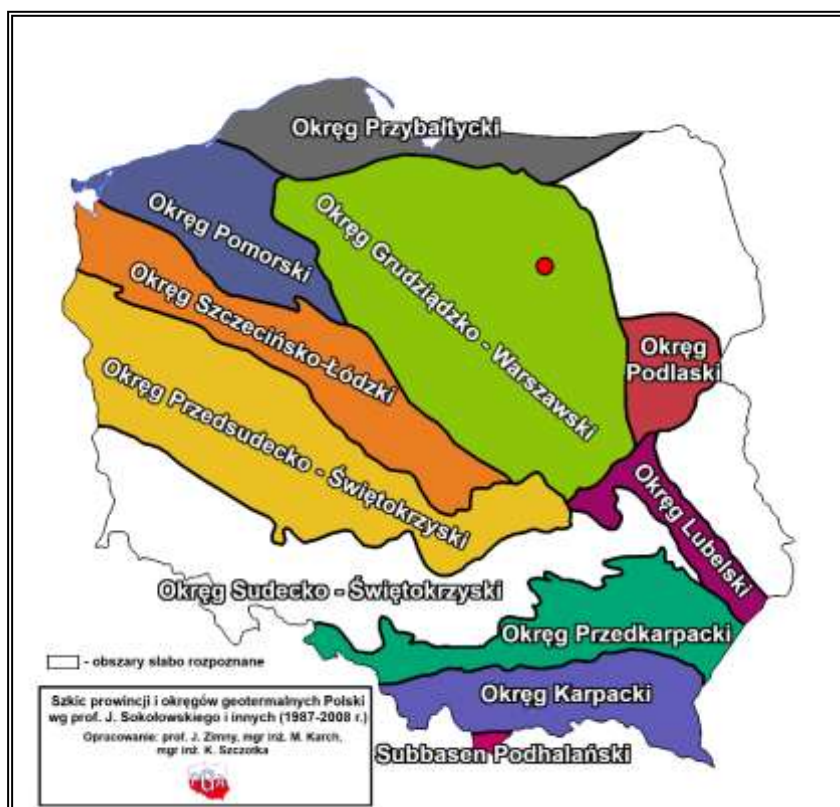 Okręg Przybałtycki
Okręg Pomorski
Okręg Grudziądzko - Warszawski
Okręg Szczecińsko-Łódzki
Okręg Podlaski
Okręg Przedsudecko - Świętokrzyski
Okręg Lubelski
Okręg Sudecko - Świętokrzyski
Okręg Przedkarpacki
- obszary słabo rozpoznane
Okręg Karpacki
Szkic prowincji i okręgów geotermalnych Polski
wg prof. J. Sokołowskiego i innych (1987-2008 r.)
Opracowanie: prof. J. Zimny, mgr inż. M. Karch,
mgr inż. K. Szczotka
Subbasen Podhalański